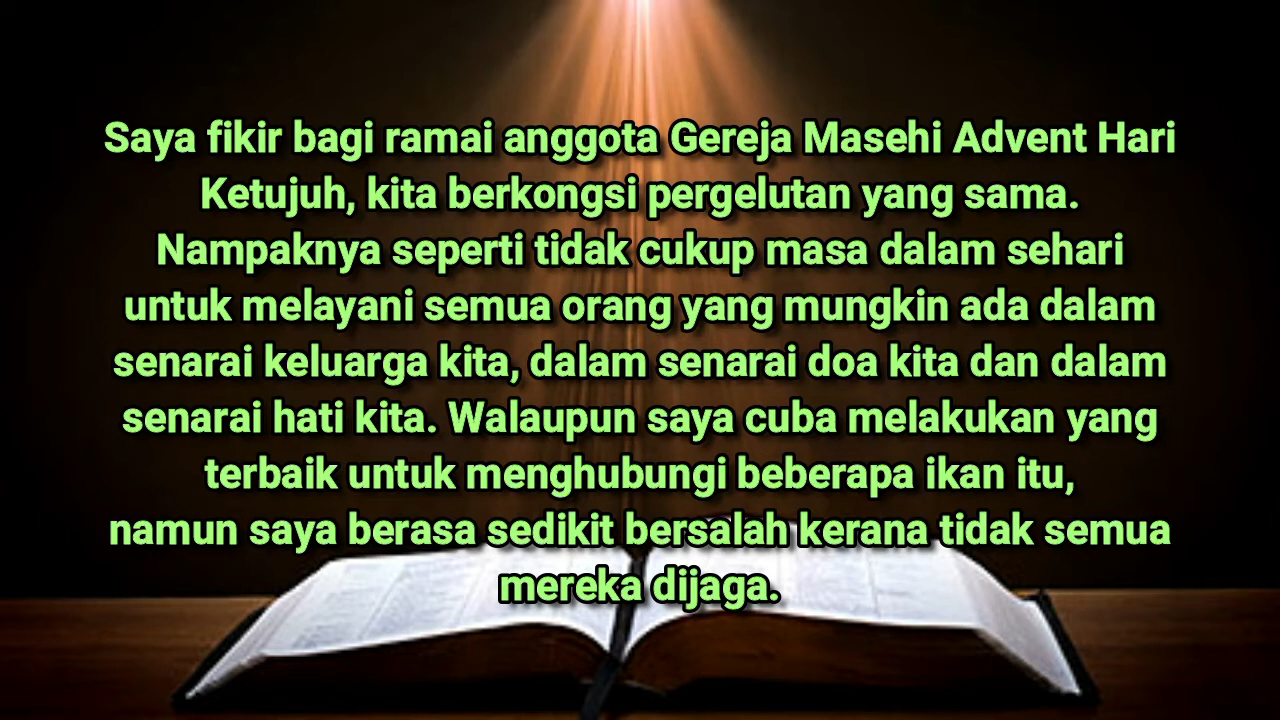 Saya fikir bagi ramai anggota Gereja Masehi Advent Hari
Ketujuh, kita berkongsi pergelutan yang sama.
Nampaknya seperti tidak cukup masa dalam sehari
untuk melayani semua orang yang mungkin ada dalam
senarai keluarga kita, dalam senarai doa kita dan dalam
senarai hati kita. Walaupun saya cuba melakukan yang
terbaik untuk menghubungi beberapa ikan itu,
namun saya berasa sedikit bersalah kerana tidak semua
mereka dijaga.